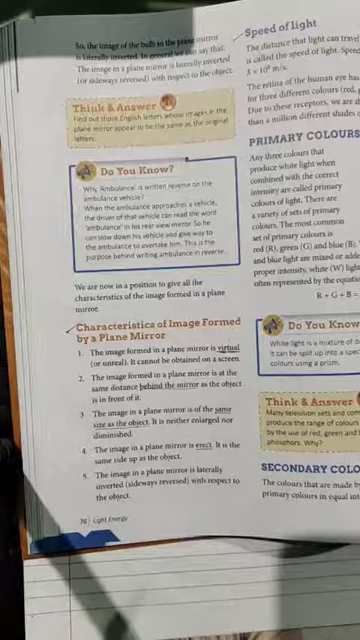 So, the image of the bulb in the plane mirror
is laterally inverted. In general we can say that:
The image in a plane mirror is laterally inverted
(or sideways reversed) with respect to the object.
Think & Answer
Find out those English letters whose images in the
plane mirror appear to be the same as the original
letters.
Do You Know?
Why 'Ambulance' is written reverse on the
ambulance vehicle?
When the ambulance approaches a vehicle,
the driver of that vehicle can read the word
'ambulance' in his rear view mirror. So he
can slow down his vehicle and give way to
the ambulance to overtake him. This is the
purpose behind writing ambulance in reverse.
We are now in a position to give all the
characteristics of the image formed in a plane
mirror.
Characteristics of Image Formed
by a Plane Mirror
1. The image formed in a plane mirror is virtual
(or unreal). It cannot be obtained on a screen.
2. The image formed in a plane mirror is at the
same distance behind the mirror as the object
is in front of it.
3. The image formed in a plane mirror is of the same
size as the object. It is neither enlarged nor
diminished.
4. The image formed in a plane mirror is erect. It is the
same side up as the object.
5. The image formed in a plane mirror is laterally
inverted (sideways reversed) with respect to
the object.
70 Light Energy
Speed of light
The distance that light can travel
is called the speed of light. Speed
3 × 10⁸ m/s.
The retina of the human eye has
for three different colours (red,
Due to these receptors, we are
than a million different shades
PRIMARY COLOURS
Any three colours that
produce white light when
combined with the correct
intensity are called primary
colours of light. There are
a variety of sets of primary
colours. The most common
set of primary colours is
red (R), green (G) and blue (B).
and blue light are mixed or
proper intensity, white (W)
often represented by the
R + G + B =
Do You Know
White light is a mixture of
It can be spilt up into a
colours using a prism.
Think & Answer
Many television sets and
produce the range of colours
by the use of red, green and
phosphors. Why?
SECONDARY
The colours that are made
primary colours in equal